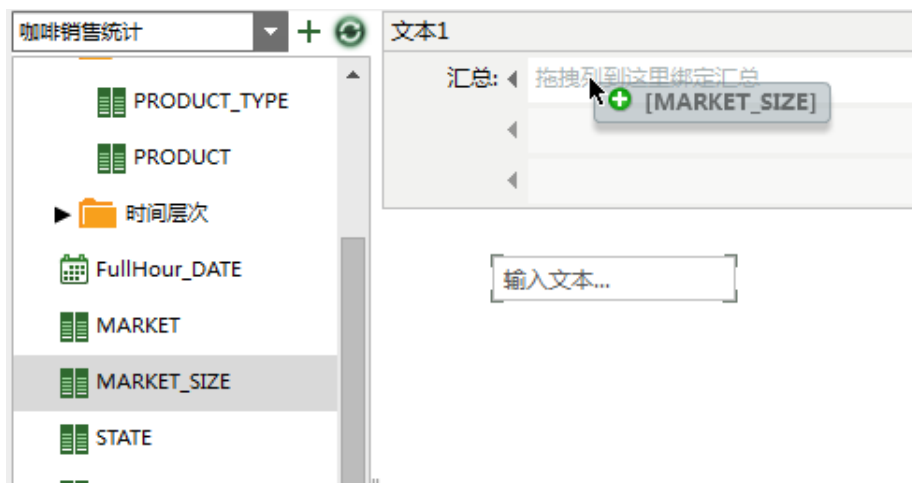 咖啡销售统计
PRODUCT_TYPE
PRODUCT
时间层次
FullHour_DATE
MARKET
MARKET_SIZE
STATE
文本1
汇总:
拖拽列到这里绑定汇总
[MARKET_SIZE]
输入文本...